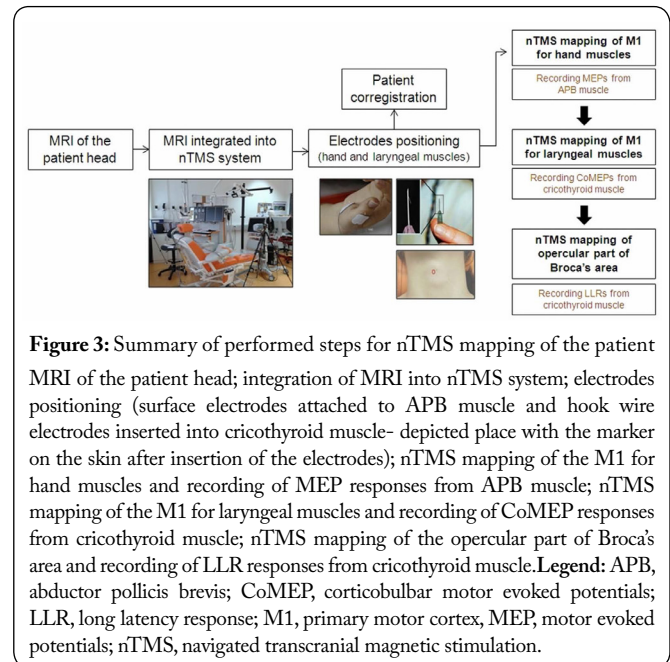 MRI of the
patient head
MRI integrated into
nTMS system
Patient
corregistration
Electrodes positioning
(hand and laryngeal muscles)
nTMS mapping of M1
for hand muscles
Recording MEPs from
APB muscle
nTMS mapping of M1
for laryngeal muscles
Recording CoMEPs from
cricothyroid muscle
nTMS mapping of
opercular part of
Broca's area
Recording LLRs from
cricothyroid muscle
Figure 3: Summary of performed steps for nTMS mapping of the patient
MRI of the patient head; integration of MRI into nTMS system; electrodes
positioning (surface electrodes attached to APB muscle and hook wire
electrodes inserted into cricothyroid muscle- depicted place with the marker
on the skin after insertion of the electrodes); nTMS mapping of the M1 for
hand muscles and recording of MEP responses from APB muscle; nTMS
mapping of the M1 for laryngeal muscles and recording of CoMEP responses
from cricothyroid muscle; nTMS mapping of the opercular part of Broca's
area and recording of LLR responses from cricothyroid muscle.Legend: APB,
abductor pollicis brevis; CoMEP, corticobulbar motor evoked potentials;
LLR, long latency response; M1, primary motor cortex, MEP, motor evoked
potentials; nTMS, navigated transcranial magnetic stimulation.